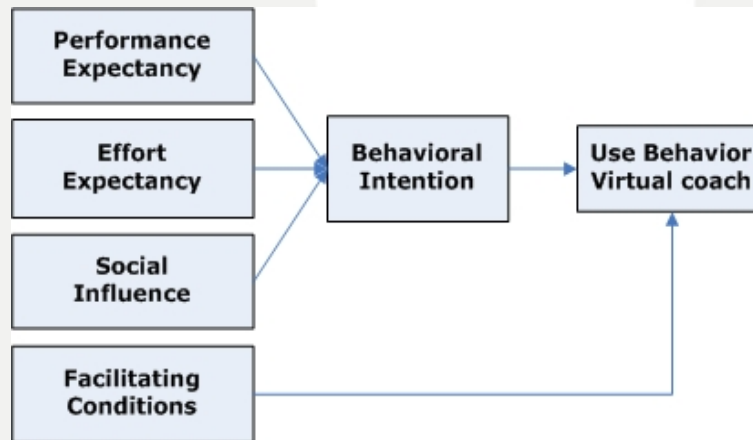 Performance
Expectancy
Effort
Expectancy
Social
Influence
Facilitating
Conditions
Behavioral
Intention
Use Behavior
Virtual coach